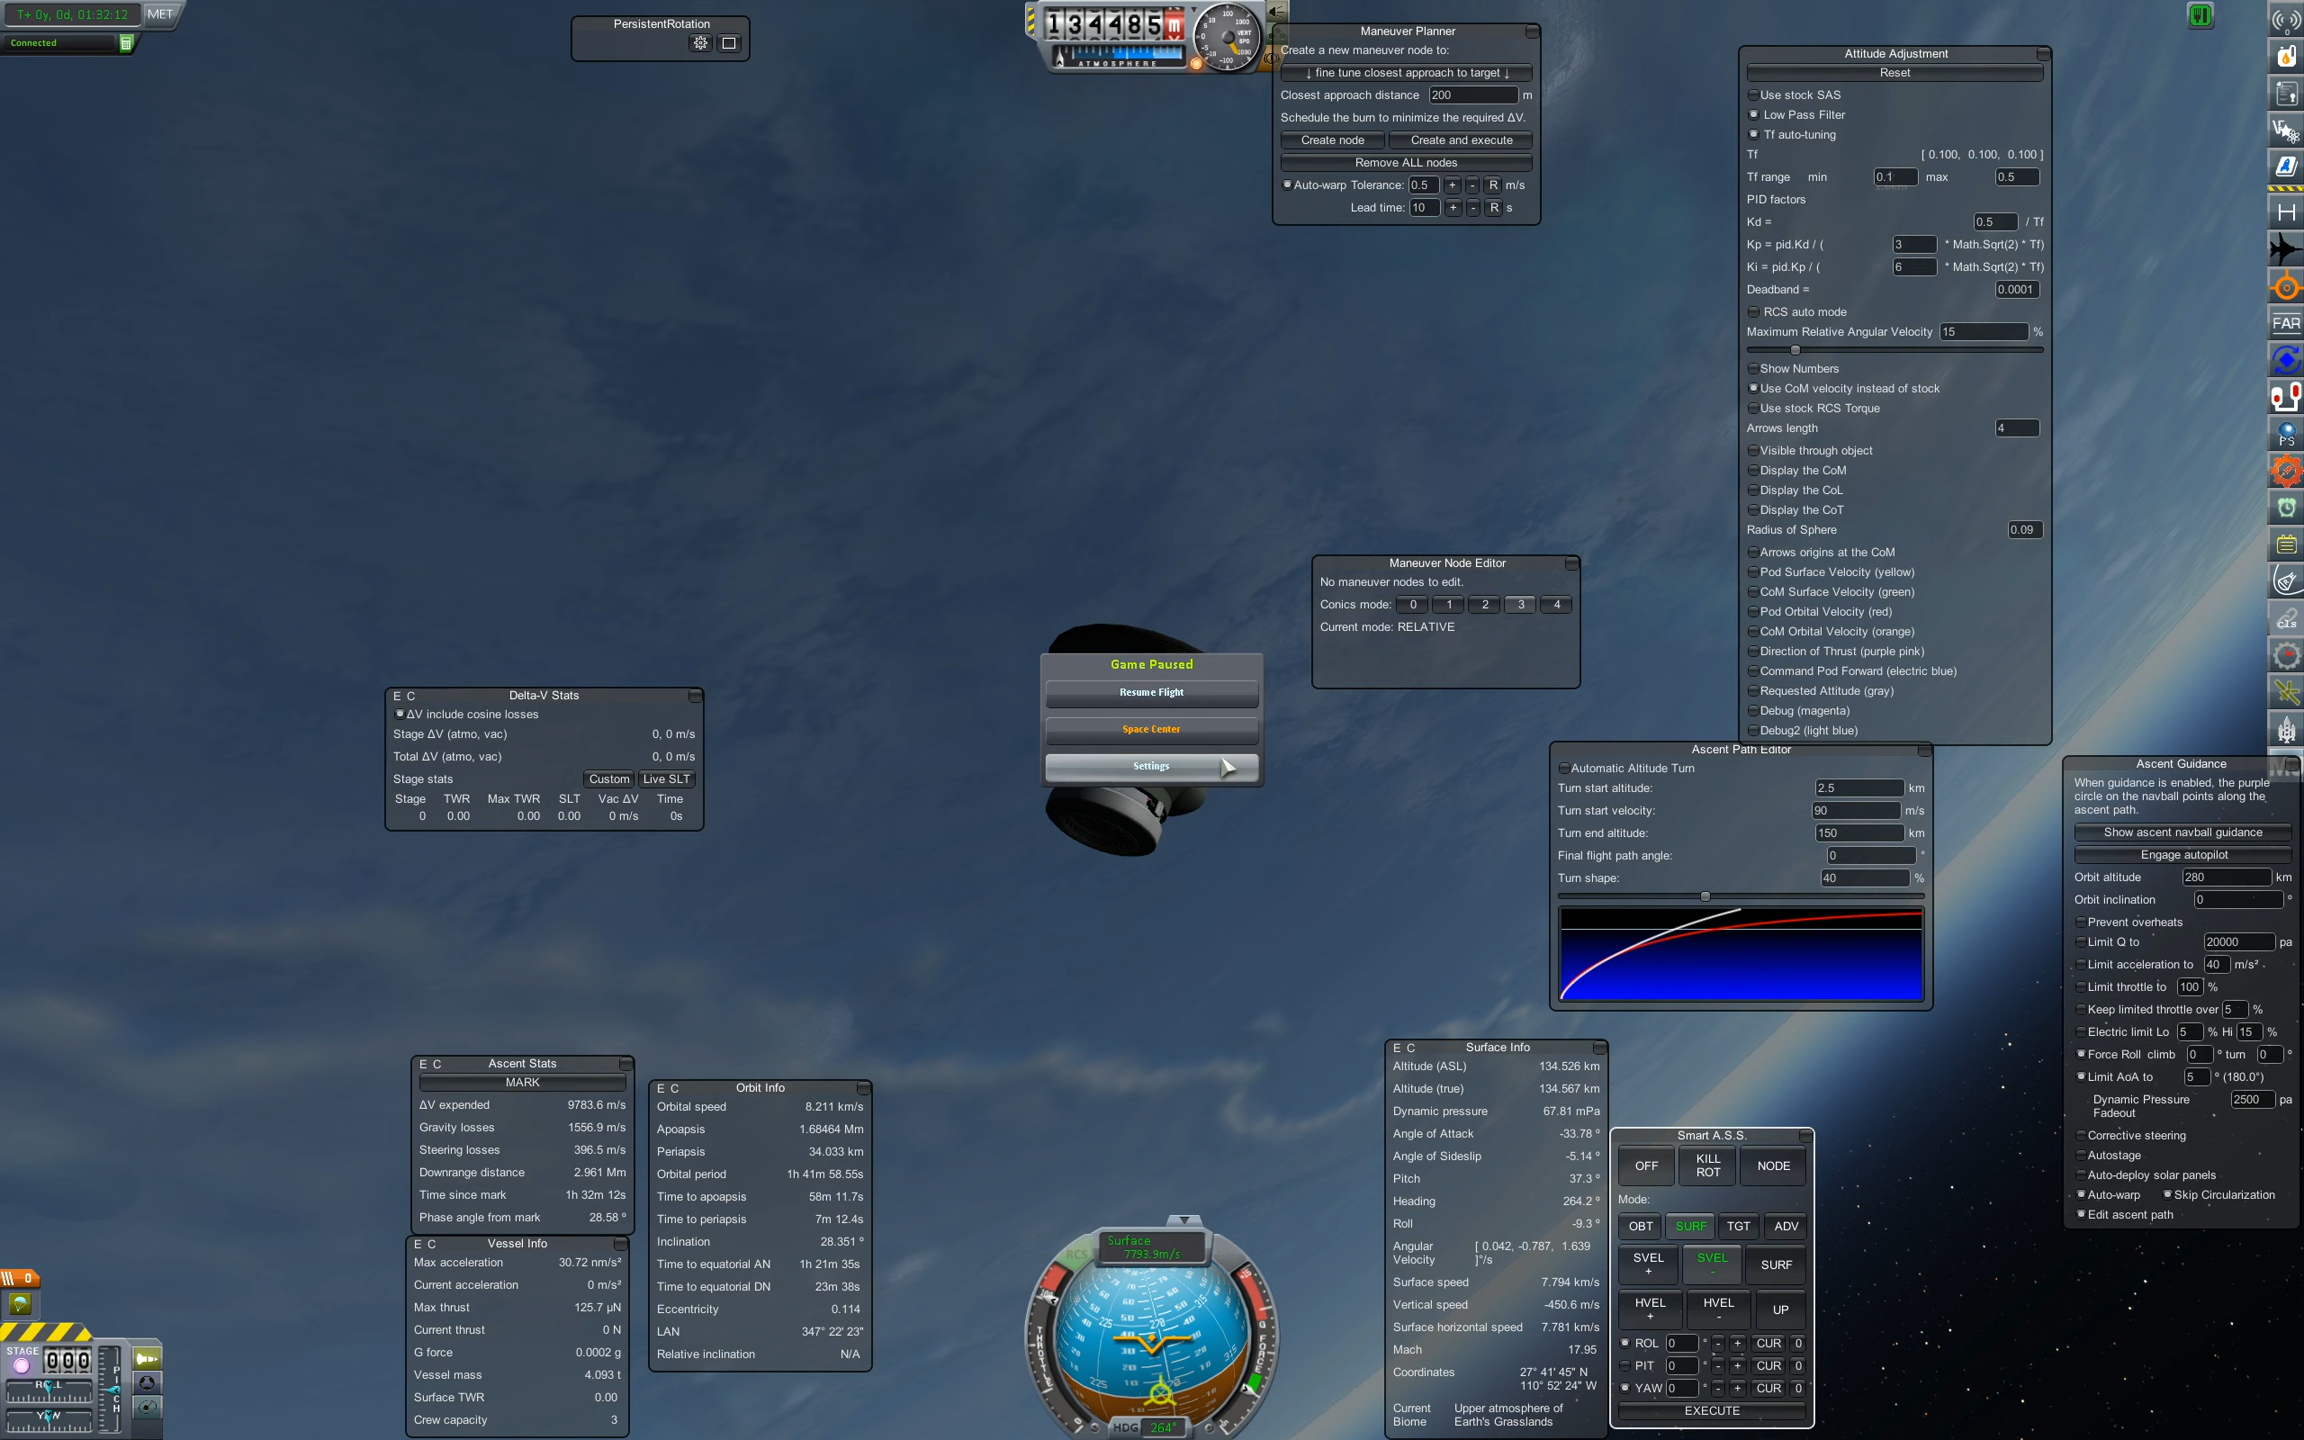 T+ 0y, 0d, 01:32:12 MET
Connected
PersistentRotation
134485m
ATMOSPHERE
Maneuver Planner
Create a new maneuver node to:
↓ fine tune closest approach to target ↓
Closest approach distance 200 m
Schedule the burn to minimize the required ΔV.
Create node Create and execute
Remove ALL nodes
Auto-warp Tolerance: 0.5 + - R m/s
Lead time: 10 + - R s
Attitude Adjustment
Reset
Use stock SAS
Low Pass Filter
Tf auto-tuning
Tf [ 0.100, 0.100, 0.100 ]
Tf range min 0.1 max 0.5
PID factors
Kd = 0.5 / Tf
Kp = pid.Kd / ( 3 * Math.Sqrt(2) * Tf)
Ki = pid.Kp / ( 6 * Math.Sqrt(2) * Tf)
Deadband = 0.0001
RCS auto mode
Maximum Relative Angular Velocity 15 %
Show Numbers
Use CoM velocity instead of stock
Use stock RCS Torque
Arrows length 4
Visible through object
Display the CoM
Display the CoL
Display the CoT
Radius of Sphere 0.09
Arrows origins at the CoM
Pod Surface Velocity (yellow)
CoM Surface Velocity (green)
Pod Orbital Velocity (red)
CoM Orbital Velocity (orange)
Direction of Thrust (purple pink)
Command Pod Forward (electric blue)
Requested Attitude (gray)
Debug (magenta)
Debug2 (light blue)
FAR
PS
cls
Maneuver Node Editor
No maneuver nodes to edit.
Conics mode: 0 1 2 3 4
Current mode: RELATIVE
Game Paused
Resume Flight
Space Center
Settings
E C Delta-V Stats
ΔV include cosine losses
Stage ΔV (atmo, vac) 0, 0 m/s
Total ΔV (atmo, vac) 0, 0 m/s
Stage stats Custom Live SLT
Stage TWR Max TWR SLT Vac ΔV Time
0 0.00 0.00 0.00 0 m/s 0s
Ascent Path Editor
Automatic Altitude Turn
Turn start altitude: 2.5 km
Turn start velocity: 90 m/s
Turn end altitude: 150 km
Final flight path angle: 0 °
Turn shape: 40 %
Ascent Guidance
When guidance is enabled, the purple
circle on the navball points along the
ascent path.
Show ascent navball guidance
Engage autopilot
Orbit altitude 280 km
Orbit inclination 0 °
Prevent overheats
Limit Q to 20000 pa
Limit acceleration to 40 m/s²
Limit throttle to 100 %
Keep limited throttle over 5 %
Electric limit Lo 5 % Hi 15 %
Force Roll climb 0 ° turn 0 °
Limit AoA to 5 ° (180.0°)
Dynamic Pressure 2500 pa
Fadeout
Corrective steering
Autostage
Auto-deploy solar panels
Auto-warp Skip Circularization
Edit ascent path
E C Ascent Stats
MARK
ΔV expended 9783.6 m/s
Gravity losses 1556.9 m/s
Steering losses 396.5 m/s
Downrange distance 2.961 Mm
Time since mark 1h 32m 12s
Phase angle from mark 28.58 º
E C Vessel Info
Max acceleration 30.72 nm/s²
Current acceleration 0 m/s²
Max thrust 125.7 µN
Current thrust 0 N
G force 0.0002 g
Vessel mass 4.093 t
Surface TWR 0.00
Crew capacity 3
E C Orbit Info
Orbital speed 8.211 km/s
Apoapsis 1.68464 Mm
Periapsis 34.033 km
Orbital period 1h 41m 58.55s
Time to apoapsis 58m 11.7s
Time to periapsis 7m 12.4s
Inclination 28.351 º
Time to equatorial AN 1h 21m 35s
Time to equatorial DN 23m 38s
Eccentricity 0.114
LAN 347° 22' 23"
Relative inclination N/A
E C Surface Info
Altitude (ASL) 134.526 km
Altitude (true) 134.567 km
Dynamic pressure 67.81 mPa
Angle of Attack -33.78 º
Angle of Sideslip -5.14 º
Pitch 37.3 º
Heading 264.2 º
Roll -9.3 º
Angular [ 0.042, -0.787, 1.639
Velocity ]°/s
Surface speed 7.794 km/s
Vertical speed -450.6 m/s
Surface horizontal speed 7.781 km/s
Mach 17.95
Coordinates 27° 41' 45" N
110° 52' 24" W
Current Upper atmosphere of
Biome Earth's Grasslands
Smart A.S.S.
OFF KILL ROT NODE
Mode:
OBT SURF TGT ADV
SVEL + SVEL - SURF
HVEL + HVEL - UP
ROL 0 ° - + CUR 0
PIT 0 ° - + CUR 0
YAW 0 ° - + CUR 0
EXECUTE
RCS Surface
7793.9m/s
THROTTLE
G FORCE
HDG 264°
0
STAGE 000
ROLL
YAW
PITCH